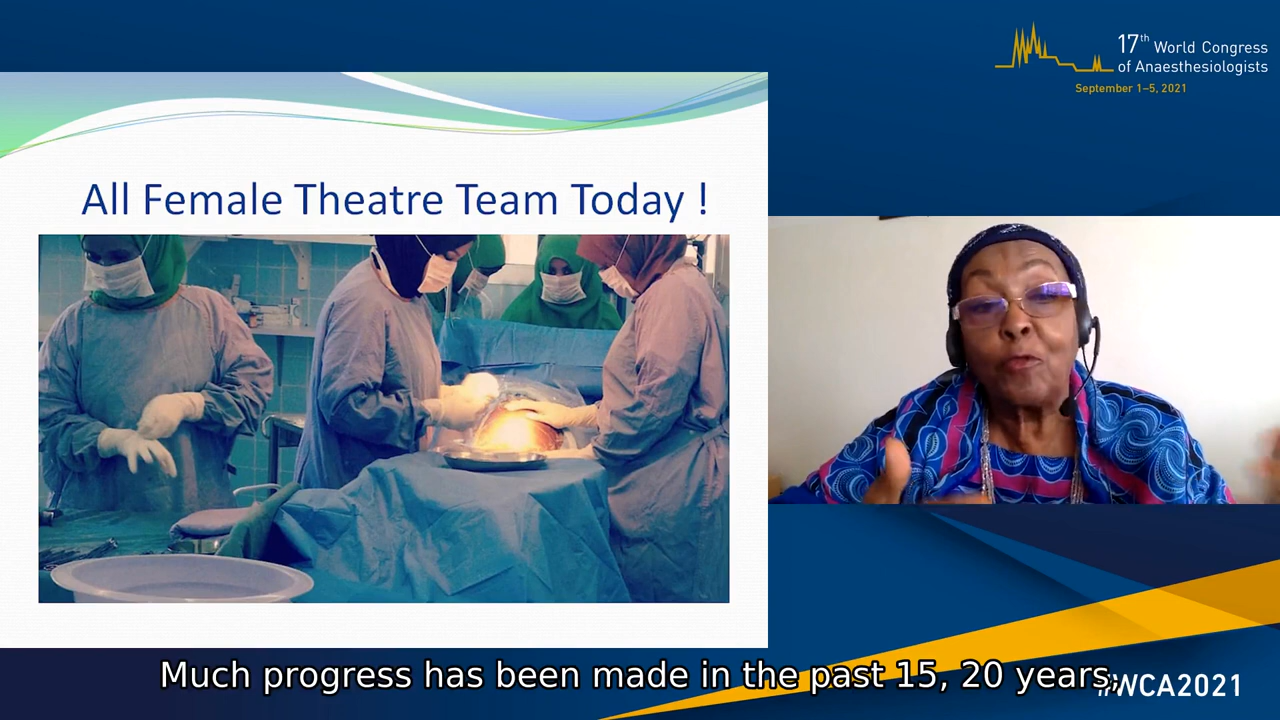 17th World Congress
of Anaesthesiologists
September 1–5, 2021
All Female Theatre Team Today !
Much progress has been made in the past 15, 20 years,
#WCA2021